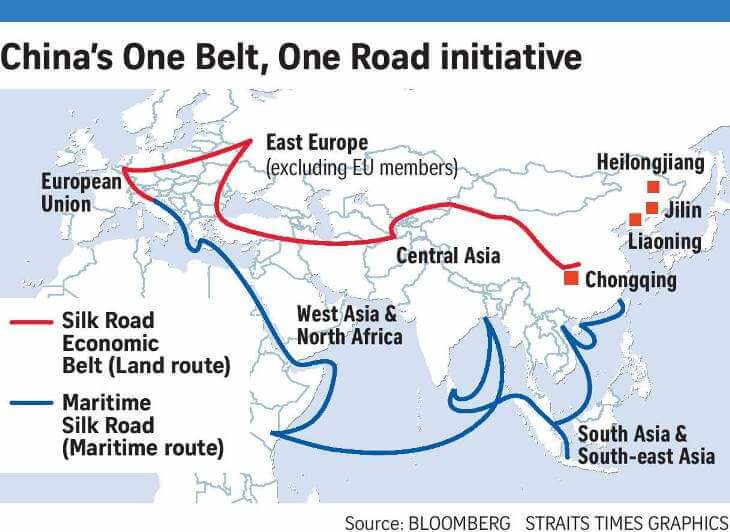 China's One Belt, One Road initiative
East Europe
(excluding EU members)
European
Union
Heilongjiang
Jilin
Liaoning
Central Asia
Chongqing
West Asia &
North Africa
Silk Road
Economic
Belt (Land route)
Maritime
Silk Road
(Maritime route)
South Asia &
South-east Asia
Source: BLOOMBERG STRAITS TIMES GRAPHICS